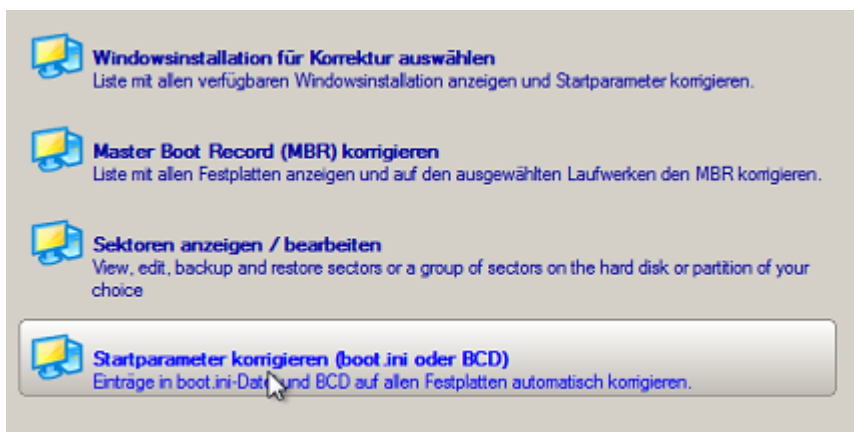 Windowsinstallation für Korrektur auswählen
Liste mit allen verfügbaren Windowsinstallation anzeigen und Startparameter korrigieren.
Master Boot Record (MBR) korrigieren
Liste mit allen Festplatten anzeigen und auf den ausgewählten Laufwerken den MBR korrigieren.
Sektoren anzeigen / bearbeiten
View, edit, backup and restore sectors or a group of sectors on the hard disk or partition of your
choice
Startparameter korrigieren (boot.ini oder BCD)
Einträge in boot.ini-Datei und BCD auf allen Festplatten automatisch korrigieren.